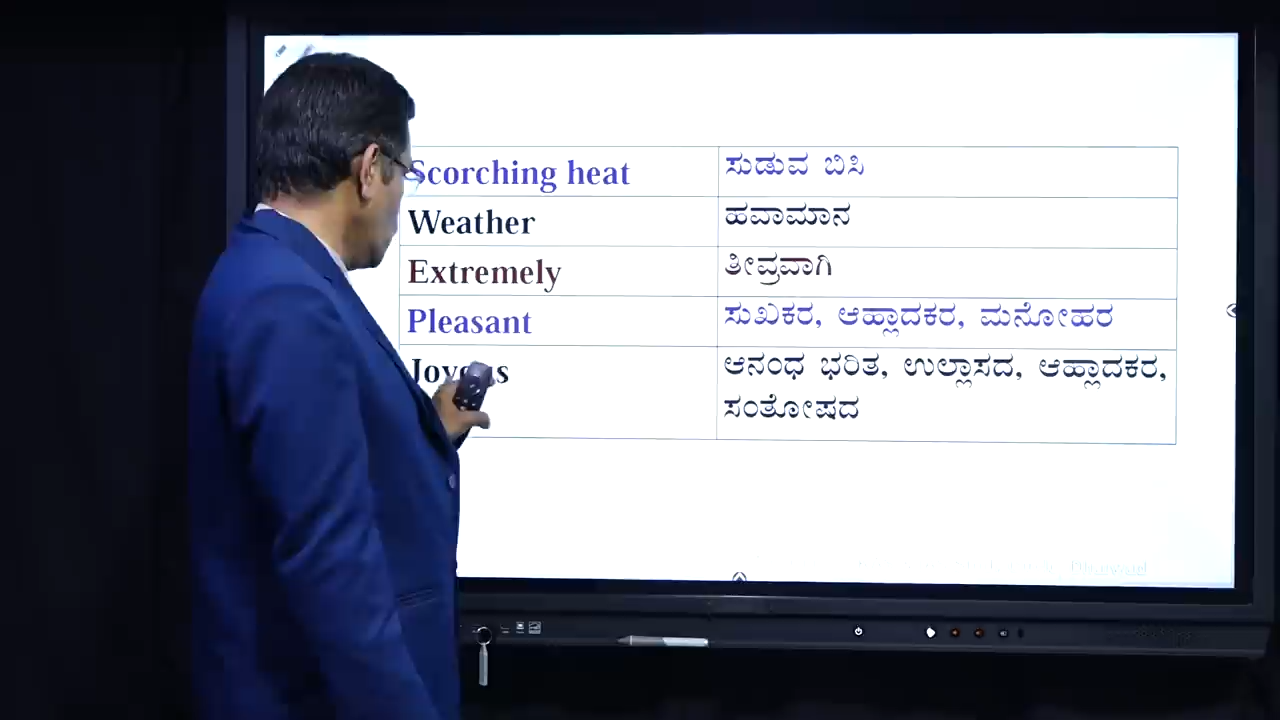 Scorching heat ಸುಡುವ ಬಿಸಿ
Weather ಹವಾಮಾನ
Extremely ತೀವ್ರವಾಗಿ
Pleasant ಸುಖಕರ, ಆಹ್ಲಾದಕರ, ಮನೋಹರ
ಆನಂಧ ಭರಿತ, ಉಲ್ಲಾಸದ, ಆಹ್ಲಾದಕರ,
ಸಂತೋಷದ